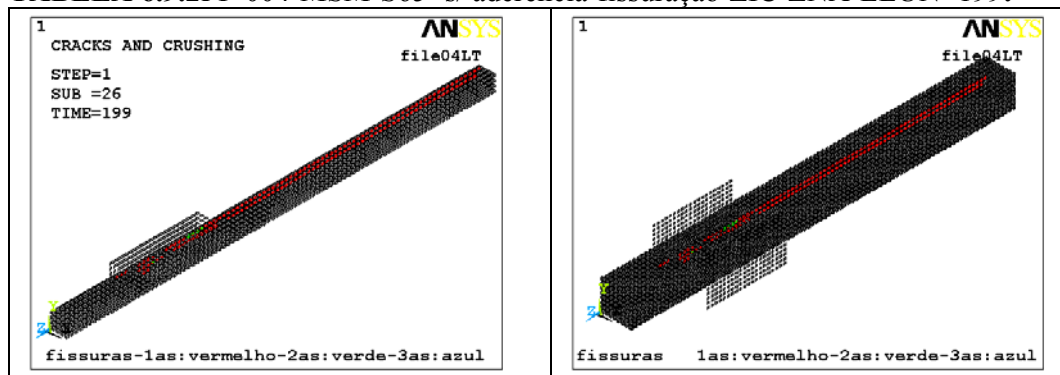 1
ANSYS
CRACKS AND CRUSHING
file04LT
STEP=1
SUB =26
TIME=199
Y
Z
fissuras-1as:vermelho-2as:verde-3as:azul
1
ANSYS
file04LT
Y
Z
fissuras 1as:vermelho-2as:verde-3as:azul